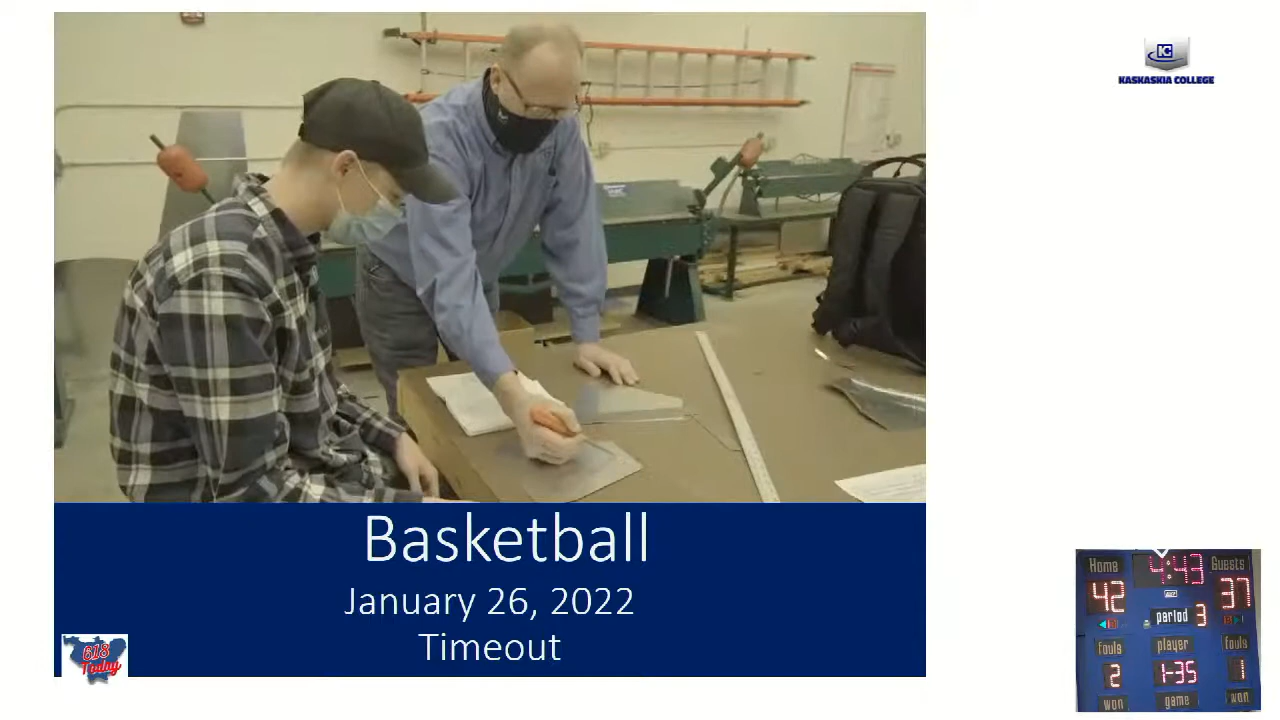 KC
KASKASKIA COLLEGE
Basketball
January 26, 2022
Timeout
618
Today
Home 4:43 Guests
42 37
period 3
fouls player fouls
2 1-35 1
won game won